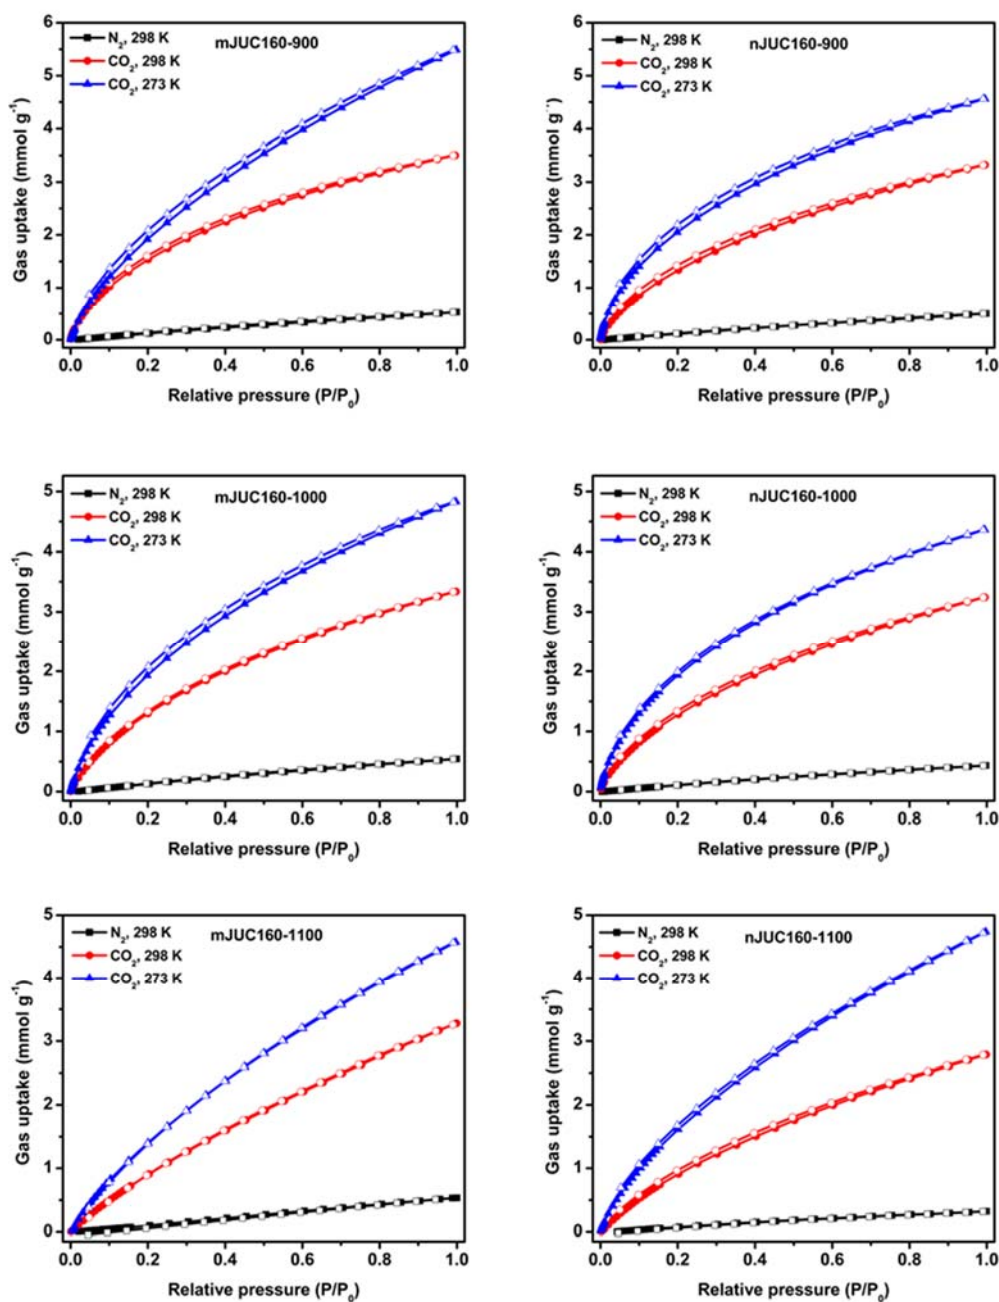 mJUC160-900
N₂, 298 K
CO₂, 298 K
CO₂, 273 K
Gas uptake (mmol g⁻¹)
6
5
4
3
2
1
0
0.0 0.2 0.4 0.6 0.8 1.0
Relative pressure (P/P₀)
nJUC160-900
N₂, 298 K
CO₂, 298 K
CO₂, 273 K
Gas uptake (mmol g⁻¹)
6
5
4
3
2
1
0
0.0 0.2 0.4 0.6 0.8 1.0
Relative pressure (P/P₀)
mJUC160-1000
N₂, 298 K
CO₂, 298 K
CO₂, 273 K
Gas uptake (mmol g⁻¹)
5
4
3
2
1
0
0.0 0.2 0.4 0.6 0.8 1.0
Relative pressure (P/P₀)
nJUC160-1000
N₂, 298 K
CO₂, 298 K
CO₂, 273 K
Gas uptake (mmol g⁻¹)
5
4
3
2
1
0
0.0 0.2 0.4 0.6 0.8 1.0
Relative pressure (P/P₀)
mJUC160-1100
N₂, 298 K
CO₂, 298 K
CO₂, 273 K
Gas uptake (mmol g⁻¹)
5
4
3
2
1
0
0.0 0.2 0.4 0.6 0.8 1.0
Relative pressure (P/P₀)
nJUC160-1100
N₂, 298 K
CO₂, 298 K
CO₂, 273 K
Gas uptake (mmol g⁻¹)
5
4
3
2
1
0
0.0 0.2 0.4 0.6 0.8 1.0
Relative pressure (P/P₀)